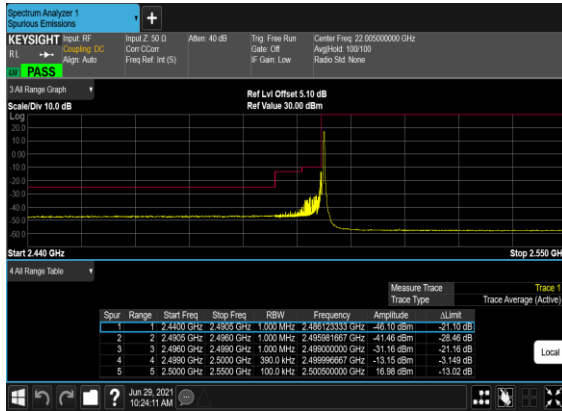 Spectrum Analyzer 1
Spurious Emissions
+
KEYSIGHT
RL
Input: RF
Coupling: DC
Align: Auto
Input Z: 50 Ω
Corr CCorr
Freq Ref: Int (S)
Atten: 40 dB
Trig: Free Run
Gate: Off
IF Gain: Low
Center Freq: 22.005000000 GHz
Avg|Hold: 100/100
Radio Std: None
LV PASS
3 All Range Graph
Scale/Div 10.0 dB
Ref Lvl Offset 5.10 dB
Ref Value 30.00 dBm
Log
20.0
10.0
0.00
-10.0
-20.0
-30.0
-40.0
-50.0
-60.0
Start 2.440 GHz
Stop 2.550 GHz
4 All Range Table
Measure Trace Trace 1
Trace Type Trace Average (Active)
Spur Range Start Freq Stop Freq RBW Frequency Amplitude ΔLimit
1 1 2.4400 GHz 2.4905 GHz 1.000 MHz 2.486123333 GHz -46.10 dBm -21.10 dB
2 2 2.4905 GHz 2.4960 GHz 1.000 MHz 2.495981667 GHz -41.46 dBm -28.46 dB
3 3 2.4960 GHz 2.4990 GHz 1.000 MHz 2.499000000 GHz -31.16 dBm -21.16 dB
4 4 2.4990 GHz 2.5000 GHz 390.0 kHz 2.499996667 GHz -13.15 dBm -3.149 dB
5 5 2.5000 GHz 2.5500 GHz 100.0 kHz 2.500500000 GHz 16.98 dBm -13.02 dB
Local
?
Jun 29, 2021
10:24:11 AM